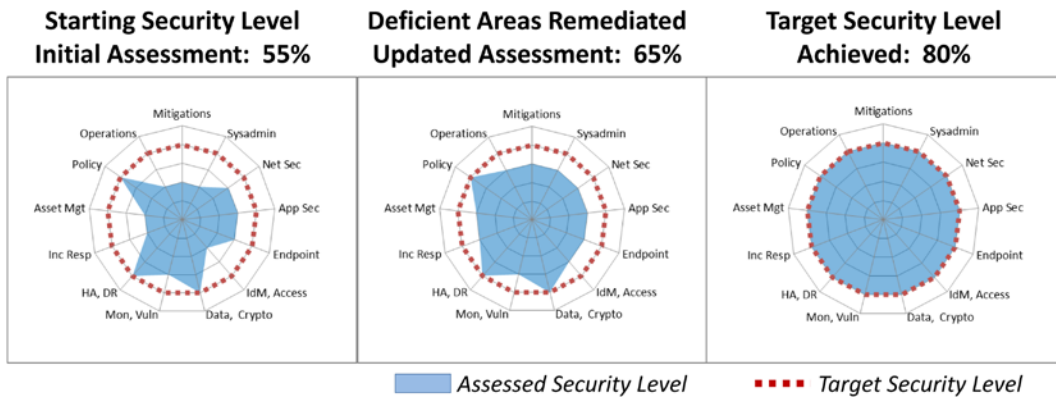 Starting Security Level
Initial Assessment: 55%
Deficient Areas Remediated
Updated Assessment: 65%
Target Security Level
Achieved: 80%
Mitigations
Sysadmin
Net Sec
App Sec
Endpoint
IdM, Access
Data, Crypto
Mon, Vuln
HA, DR
Inc Resp
Asset Mgt
Policy
Operations
Mitigations
Sysadmin
Net Sec
App Sec
Endpoint
IdM, Access
Data, Crypto
Mon, Vuln
HA, DR
Inc Resp
Asset Mgt
Policy
Operations
Mitigations
Sysadmin
Net Sec
App Sec
Endpoint
IdM, Access
Data, Crypto
Mon, Vuln
HA, DR
Inc Resp
Asset Mgt
Policy
Operations
Assessed Security Level
Target Security Level